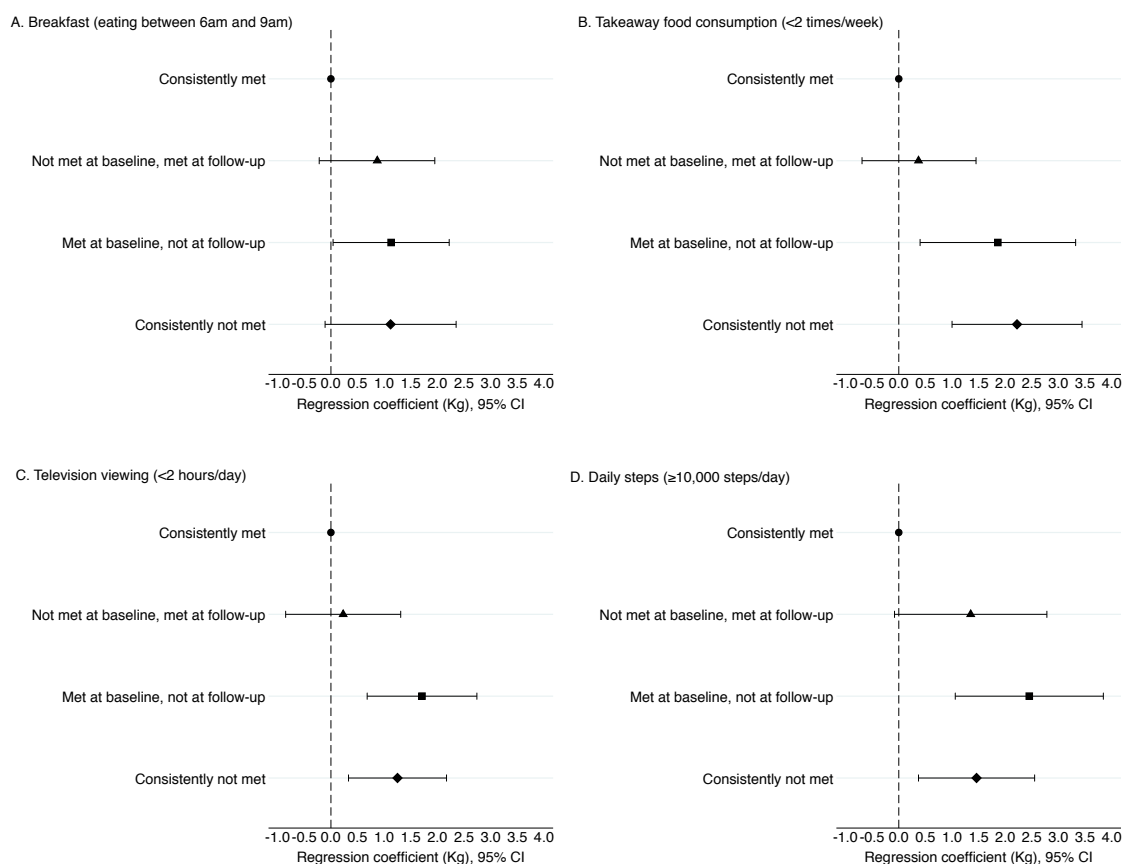 A. Breakfast (eating between 6am and 9am)
Consistently met
Not met at baseline, met at follow-up
Met at baseline, not at follow-up
Consistently not met
-1.0 -0.5 0.0 0.5 1.0 1.5 2.0 2.5 3.0 3.5 4.0
Regression coefficient (Kg), 95% CI
B. Takeaway food consumption (<2 times/week)
Consistently met
Not met at baseline, met at follow-up
Met at baseline, not at follow-up
Consistently not met
-1.0 -0.5 0.0 0.5 1.0 1.5 2.0 2.5 3.0 3.5 4.0
Regression coefficient (Kg), 95% CI
C. Television viewing (<2 hours/day)
Consistently met
Not met at baseline, met at follow-up
Met at baseline, not at follow-up
Consistently not met
-1.0 -0.5 0.0 0.5 1.0 1.5 2.0 2.5 3.0 3.5 4.0
Regression coefficient (Kg), 95% CI
D. Daily steps (≥10,000 steps/day)
Consistently met
Not met at baseline, met at follow-up
Met at baseline, not at follow-up
Consistently not met
-1.0 -0.5 0.0 0.5 1.0 1.5 2.0 2.5 3.0 3.5 4.0
Regression coefficient (Kg), 95% CI